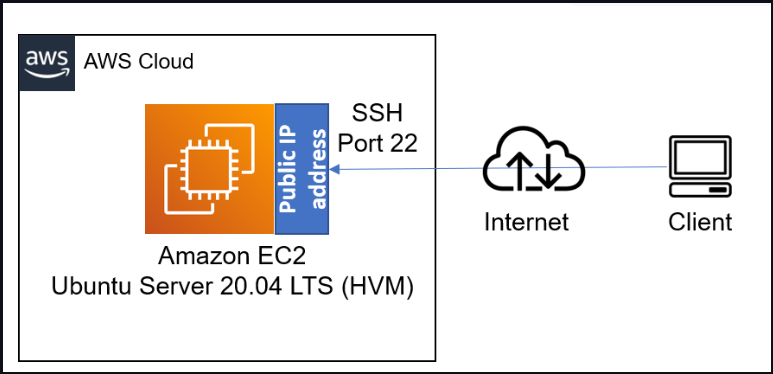 aws
AWS Cloud
SSH
Port 22
Public IP
address
Amazon EC2
Ubuntu Server 20.04 LTS (HVM)
Internet
Client